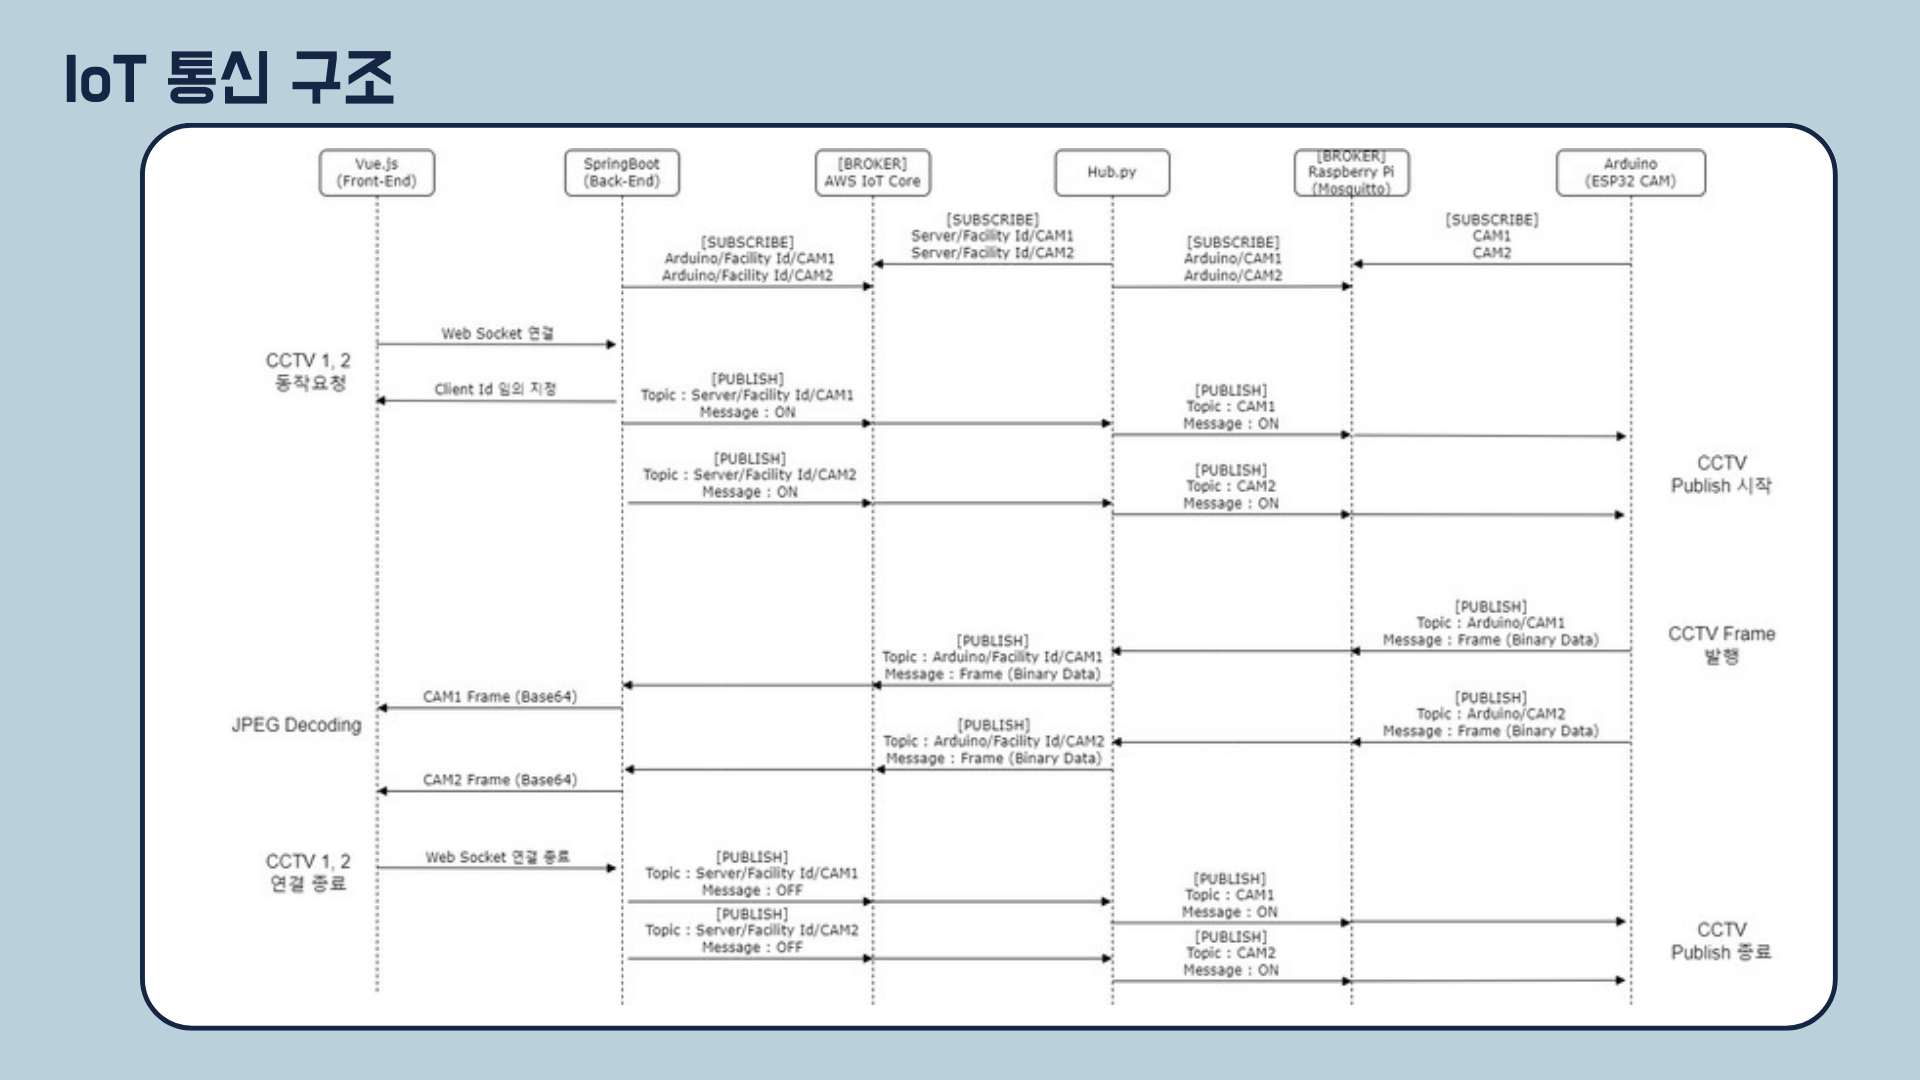 IoT 통신 구조
Vue.js
(Front-End)
SpringBoot
(Back-End)
[BROKER]
AWS IoT Core
Hub.py
[BROKER]
Raspberry Pi
(Mosquitto)
Arduino
(ESP32 CAM)
[SUBSCRIBE]
Arduino/Facility Id/CAM1
Arduino/Facility Id/CAM2
[SUBSCRIBE]
Server/Facility Id/CAM1
Server/Facility Id/CAM2
[SUBSCRIBE]
Arduino/CAM1
Arduino/CAM2
[SUBSCRIBE]
CAM1
CAM2
CCTV 1, 2
동작요청
Web Socket 연결
Client Id 임의 지정
[PUBLISH]
Topic : Server/Facility Id/CAM1
Message : ON
[PUBLISH]
Topic : CAM1
Message : ON
[PUBLISH]
Topic : Server/Facility Id/CAM2
Message : ON
[PUBLISH]
Topic : CAM2
Message : ON
CCTV
Publish 시작
[PUBLISH]
Topic : Arduino/CAM1
Message : Frame (Binary Data)
CCTV Frame
발행
[PUBLISH]
Topic : Arduino/Facility Id/CAM1
Message : Frame (Binary Data)
CAM1 Frame (Base64)
JPEG Decoding
[PUBLISH]
Topic : Arduino/CAM2
Message : Frame (Binary Data)
[PUBLISH]
Topic : Arduino/Facility Id/CAM2
Message : Frame (Binary Data)
CAM2 Frame (Base64)
CCTV 1, 2
연결 종료
Web Socket 연결 종료
[PUBLISH]
Topic : Server/Facility Id/CAM1
Message : OFF
[PUBLISH]
Topic : CAM1
Message : ON
[PUBLISH]
Topic : Server/Facility Id/CAM2
Message : OFF
[PUBLISH]
Topic : CAM2
Message : ON
CCTV
Publish 종료